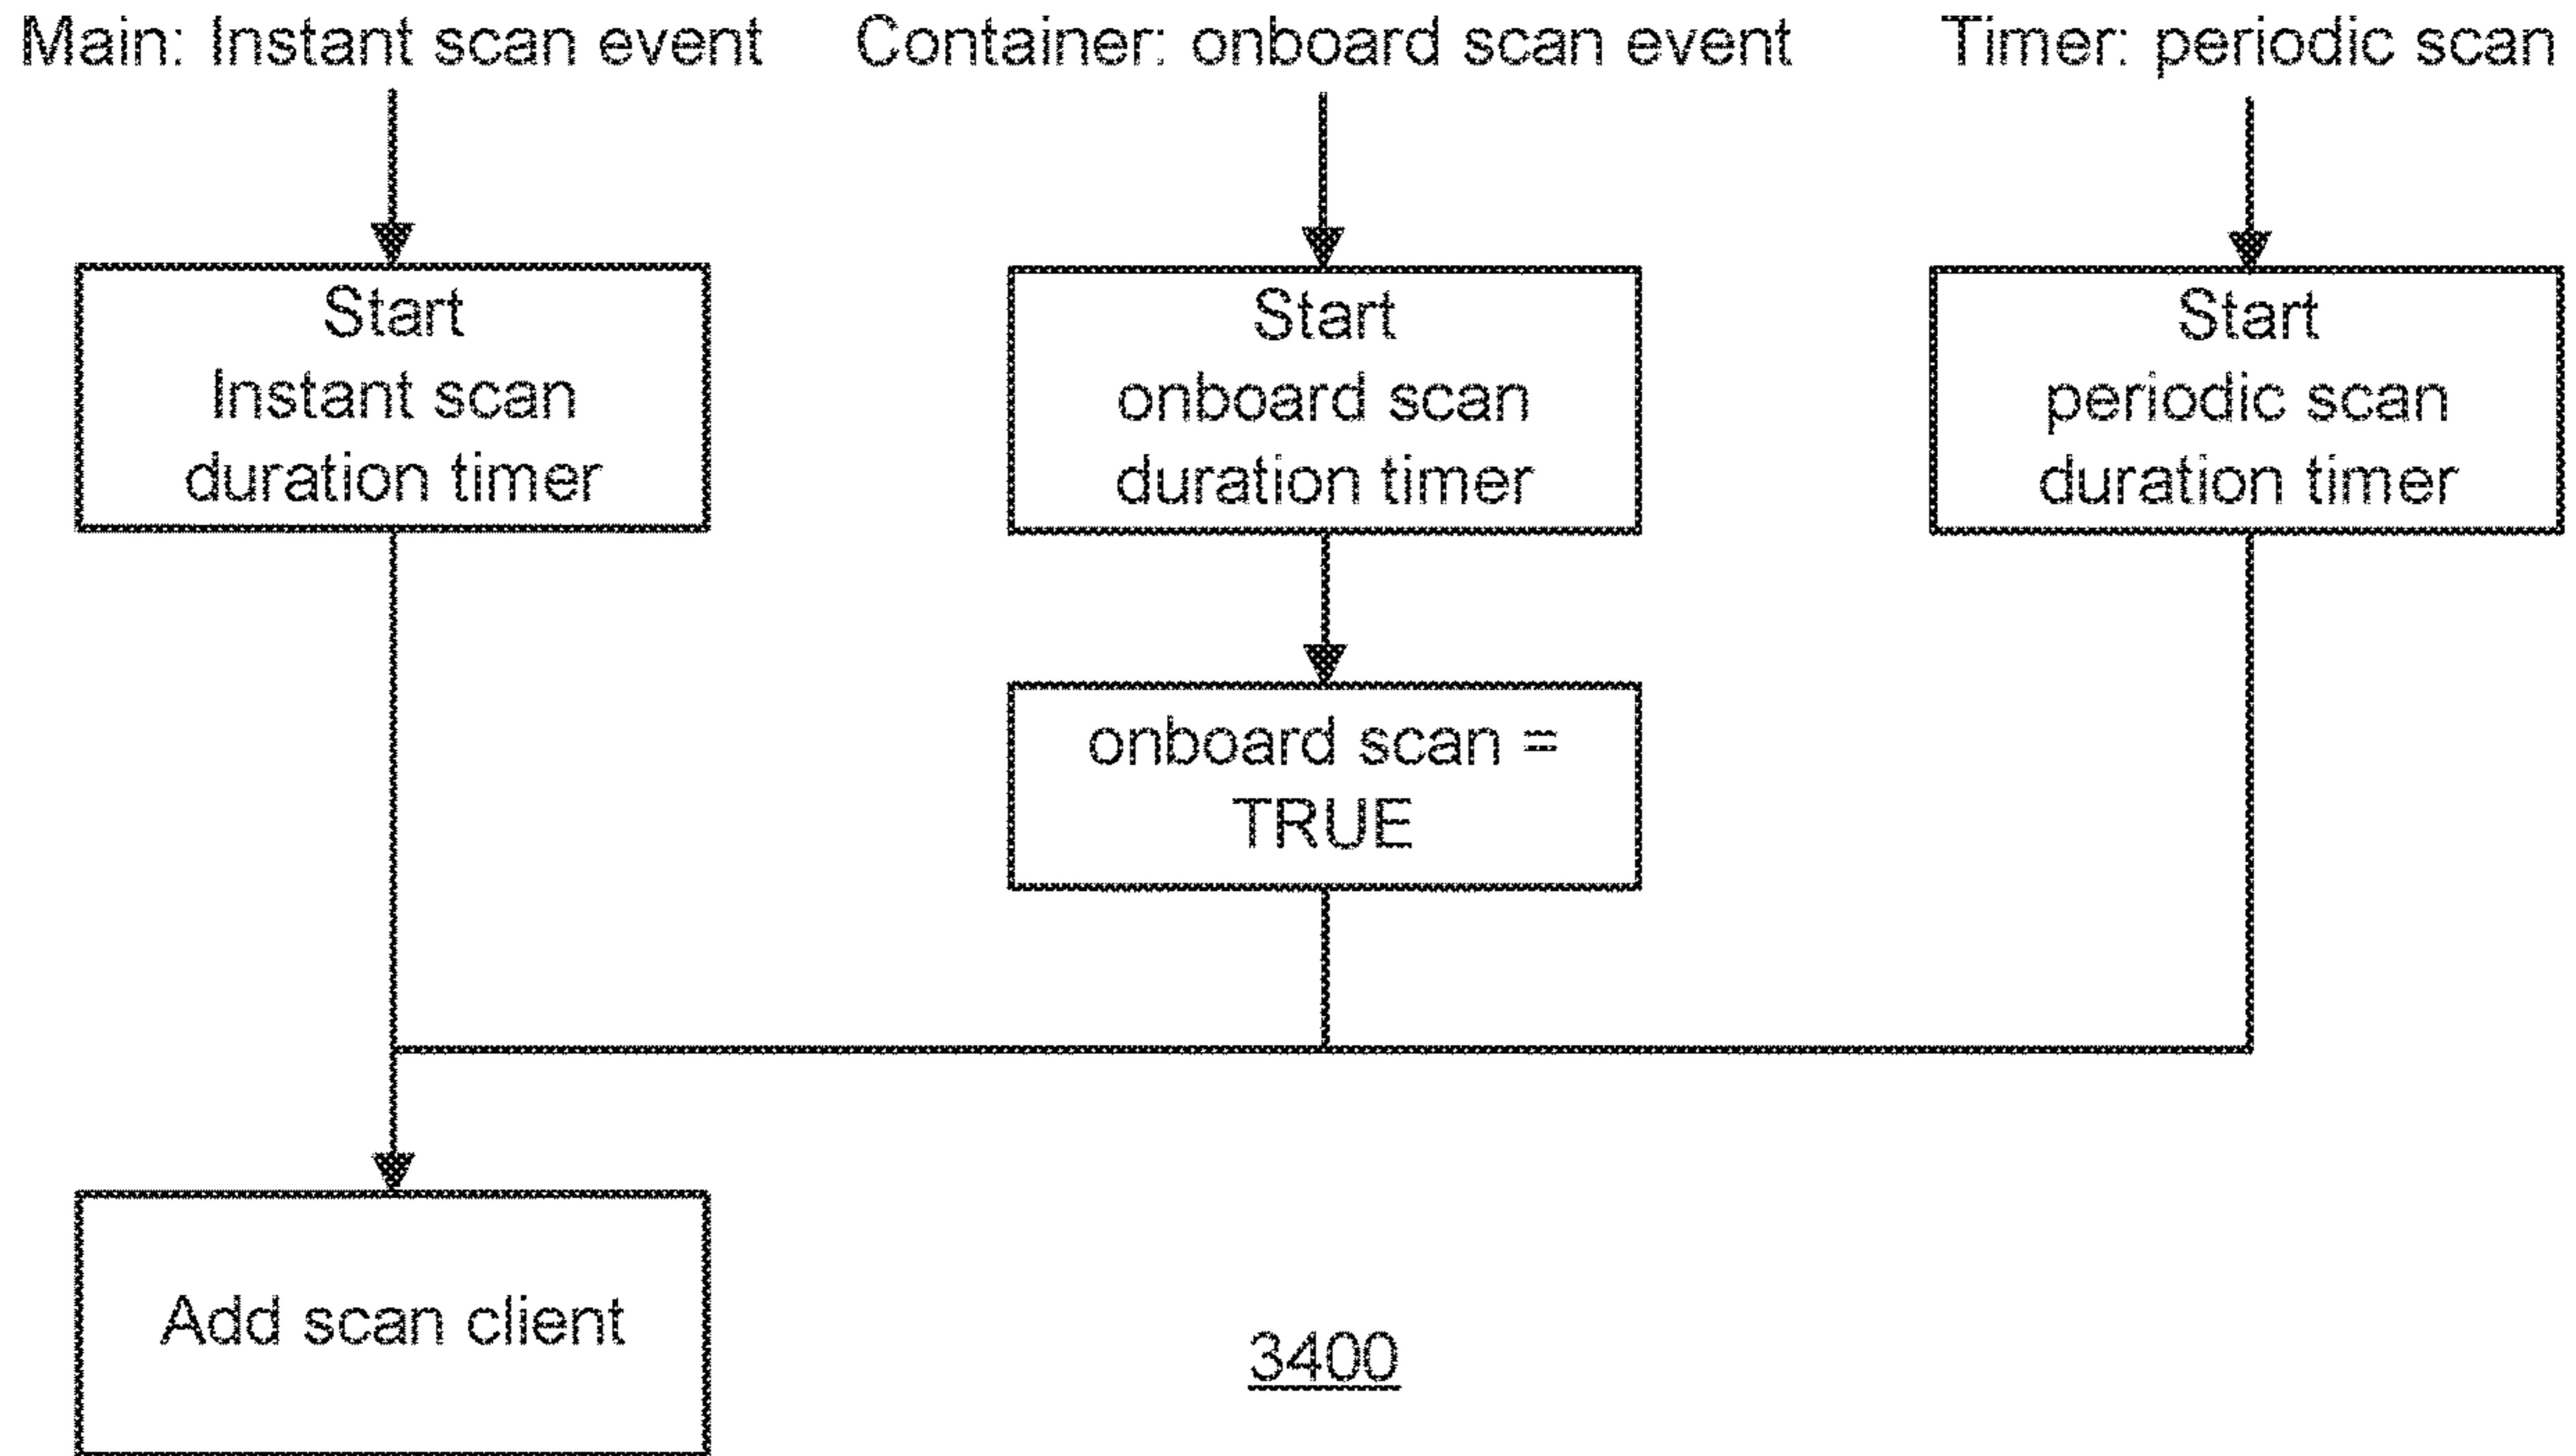 Main: Instant scan event
Container: onboard scan event
Timer: periodic scan
Start
Instant scan
duration timer
Start
onboard scan
duration timer
Start
periodic scan
duration timer
onboard scan =
TRUE
Add scan client
3400